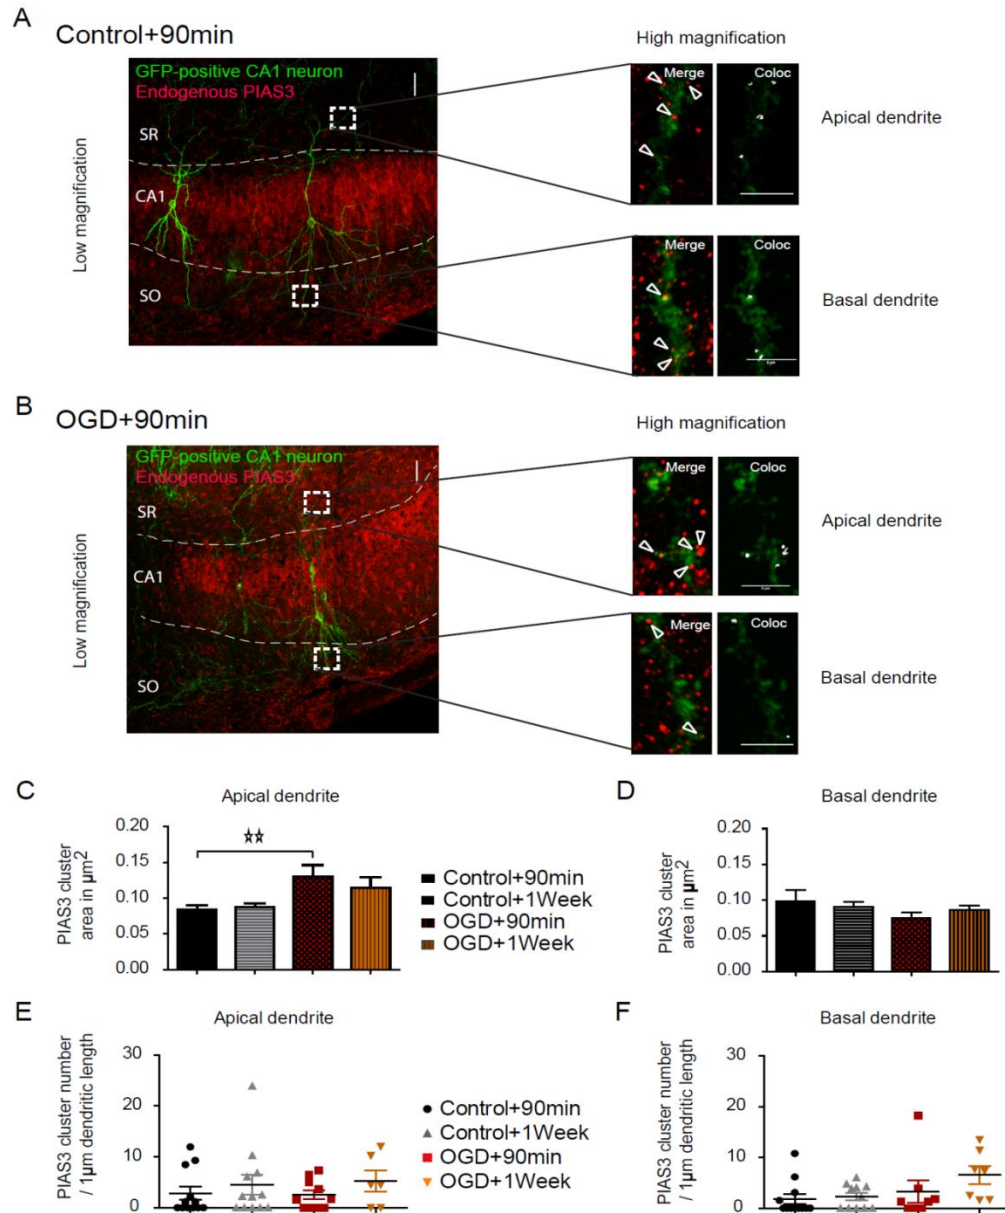 A
Control+90min
High magnification
GFP-positive CA1 neuron
Endogenous PIAS3
SR
CA1
SO
Low magnification
Merge
Coloc
Apical dendrite
Merge
Coloc
Basal dendrite
B
OGD+90min
High magnification
GFP-positive CA1 neuron
Endogenous PIAS3
SR
CA1
SO
Low magnification
Merge
Coloc
Apical dendrite
Merge
Coloc
Basal dendrite
C
Apical dendrite
PIAS3 cluster
area in µm2
0.20
0.15
0.10
0.05
0.00
Control+90min
Control+1Week
OGD+90min
OGD+1Week
D
Basal dendrite
PIAS3 cluster
area in µm2
0.20
0.15
0.10
0.05
0.00
E
Apical dendrite
PIAS3 cluster number
/ 1µm dendritic length
30
20
10
0
Control+90min
Control+1Week
OGD+90min
OGD+1Week
F
Basal dendrite
PIAS3 cluster number
/ 1µm dendritic length
30
20
10
0